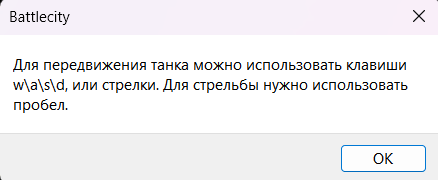 Battlecity
Для передвижения танка можно использовать клавиши
w\a\s\d, или стрелки. Для стрельбы нужно использовать
пробел.
OK